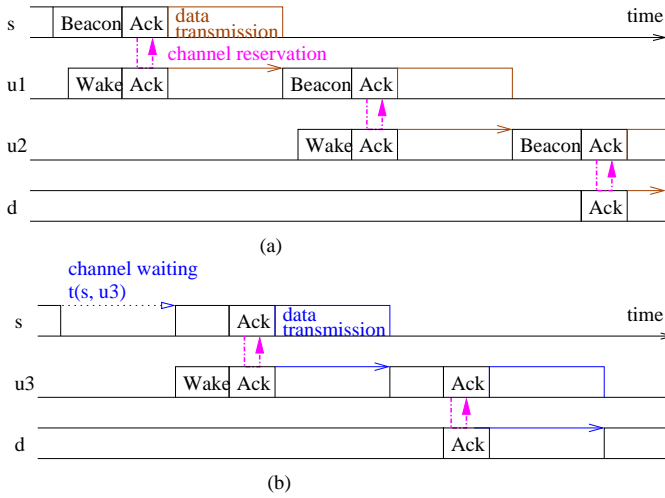 s Beacon Ack data transmission time
channel reservation
u1 Wake Ack Beacon Ack
u2 Wake Ack Beacon Ack
d Ack
(a)
channel waiting
t(s, u3)
s Ack data transmission time
u3 Wake Ack Ack
d Ack
(b)